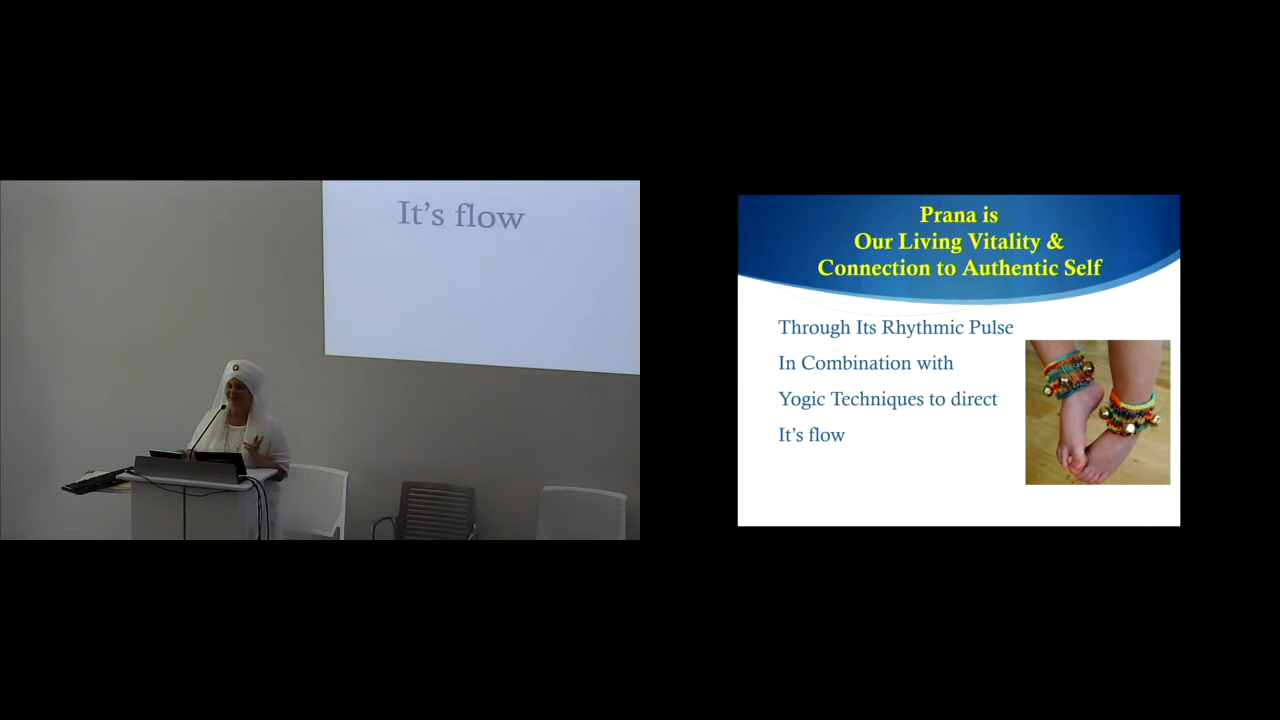 It's flow
Prana is
Our Living Vitality &
Connection to Authentic Self
Through Its Rhythmic Pulse
In Combination with
Yogic Techniques to direct
It's flow